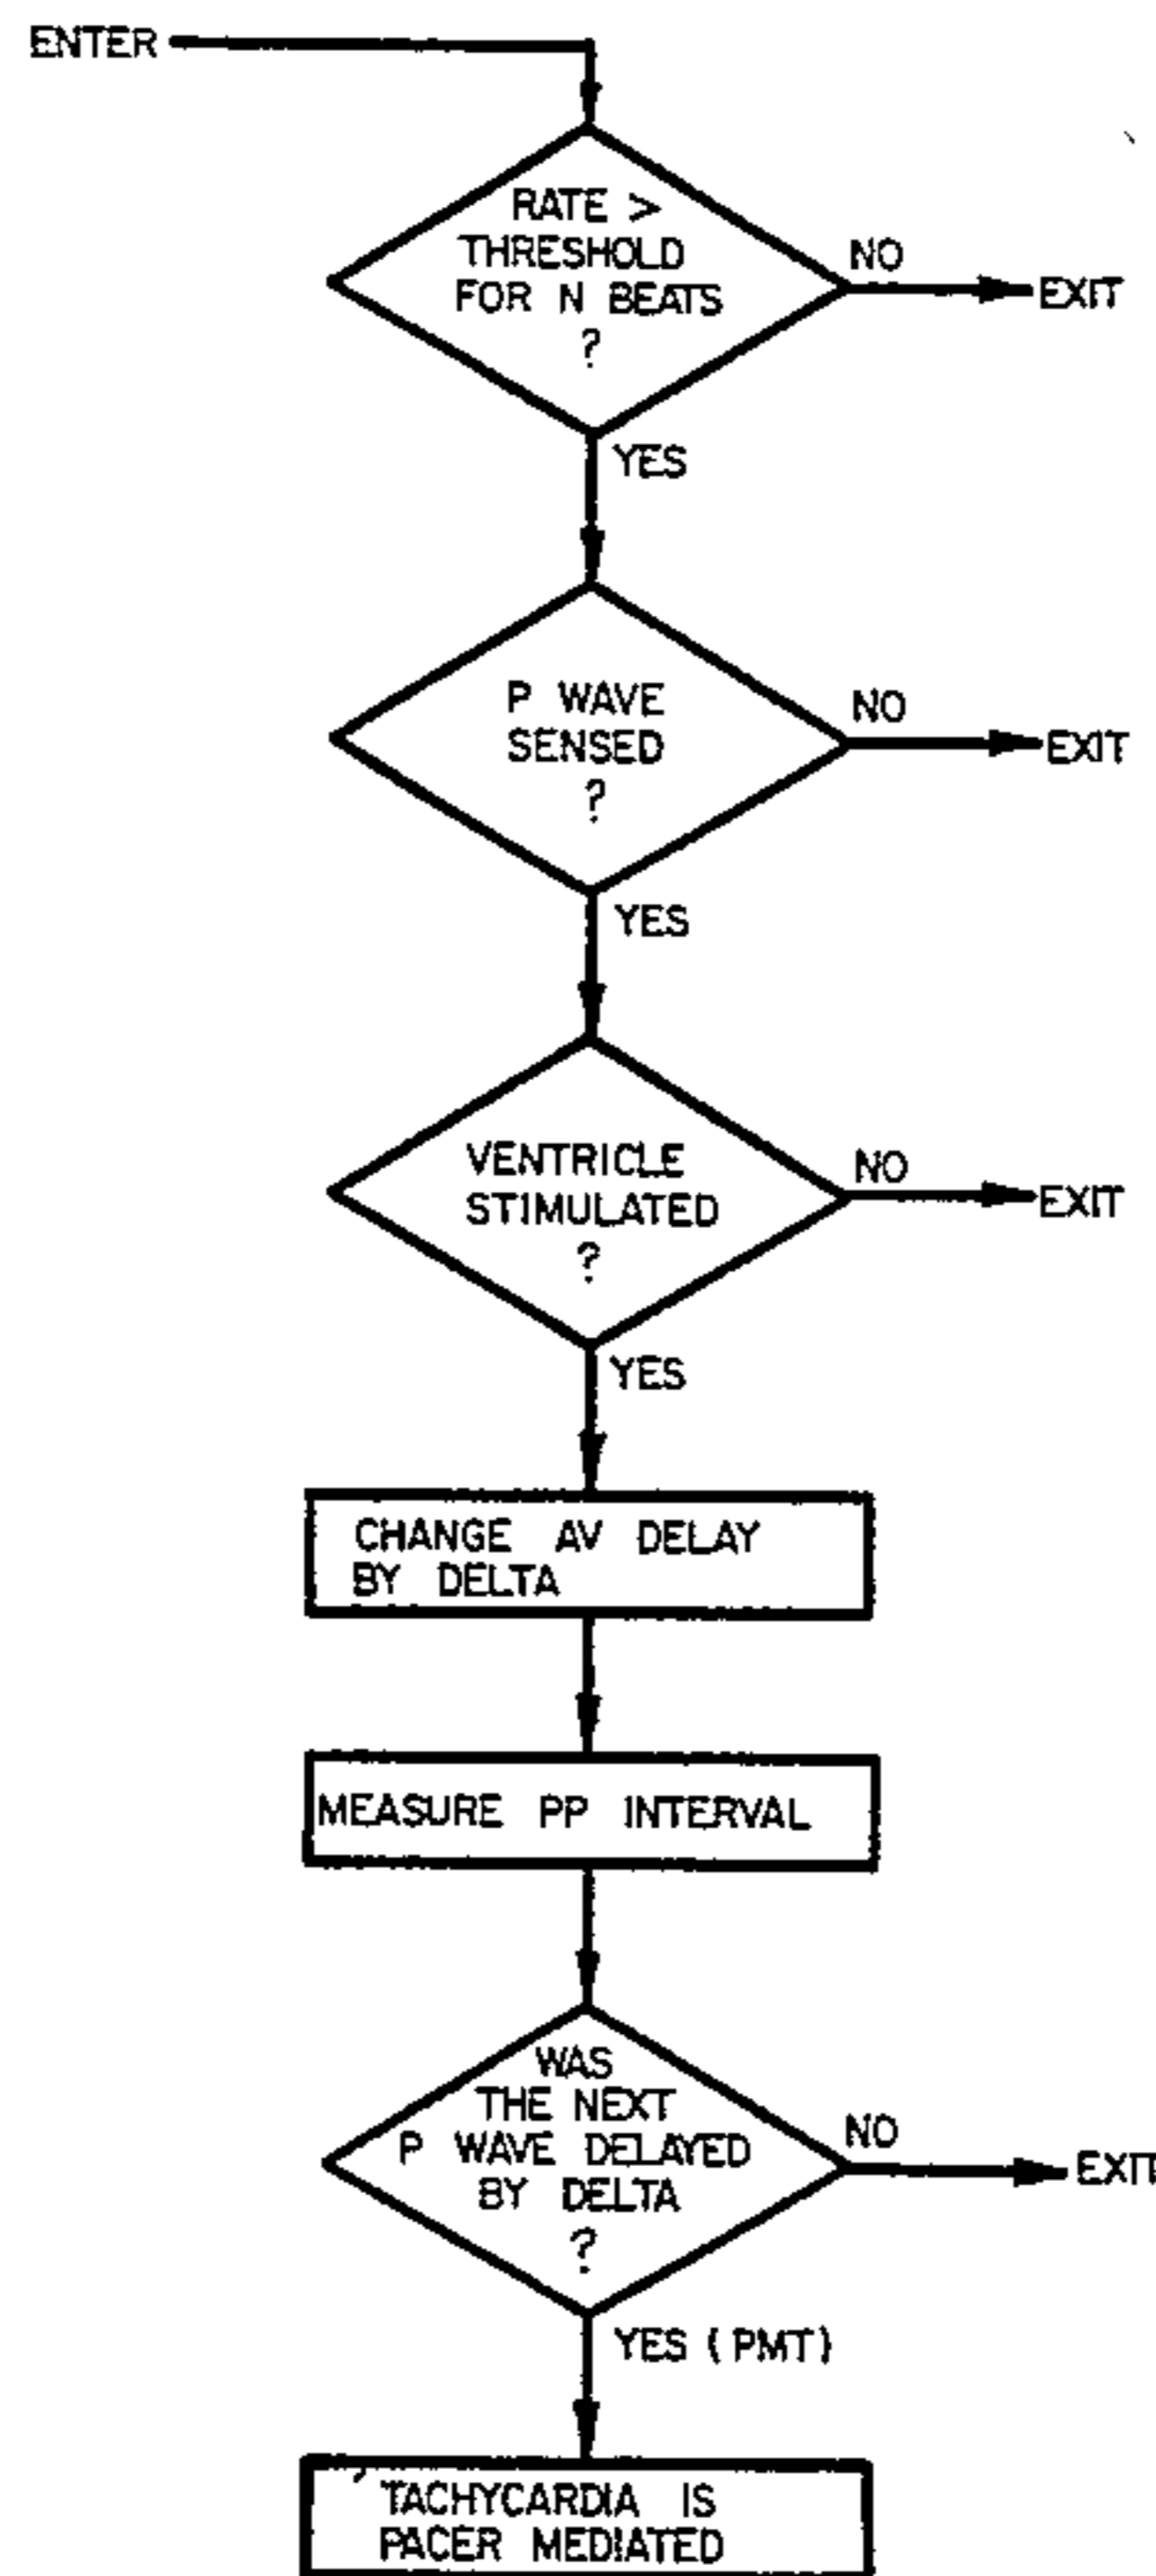 ENTER
RATE >
THRESHOLD
FOR N BEATS
?
NO
EXIT
YES
P WAVE
SENSED
?
NO
EXIT
YES
VENTRICLE
STIMULATED
?
NO
EXIT
YES
CHANGE AV DELAY
BY DELTA
MEASURE PP INTERVAL
WAS
THE NEXT
P WAVE DELAYED
BY DELTA
?
NO
EXIT
YES (PMT)
TACHYCARDIA IS
PACER MEDIATED